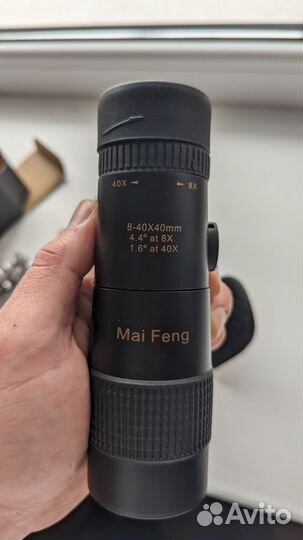 40X ◄ ► 8X
8-40X40mm
4.4° at 8X
1.6° at 40X
Mai Feng
Avito